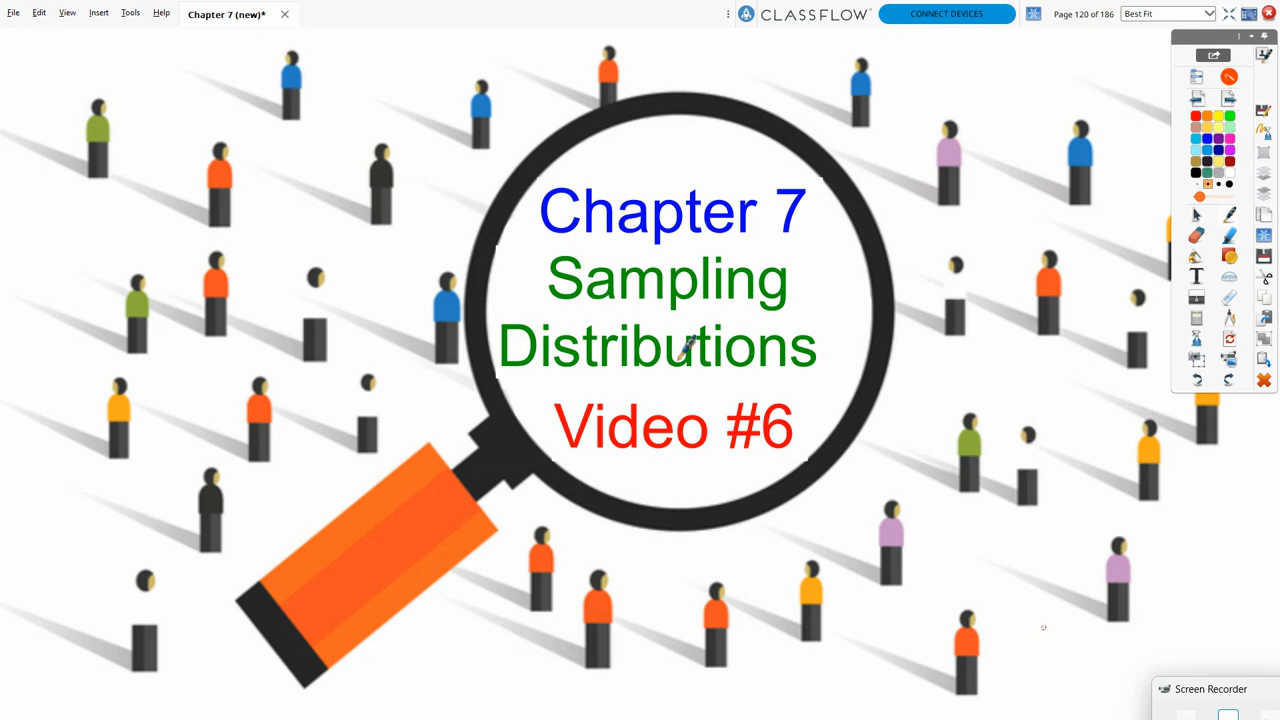 File Edit View Insert Tools Help Chapter 7 (new)* CLASSFLOW CONNECT DEVICES Page 120 of 186 Best Fit
Chapter 7
Sampling
Distributions
Video #6
Screen Recorder